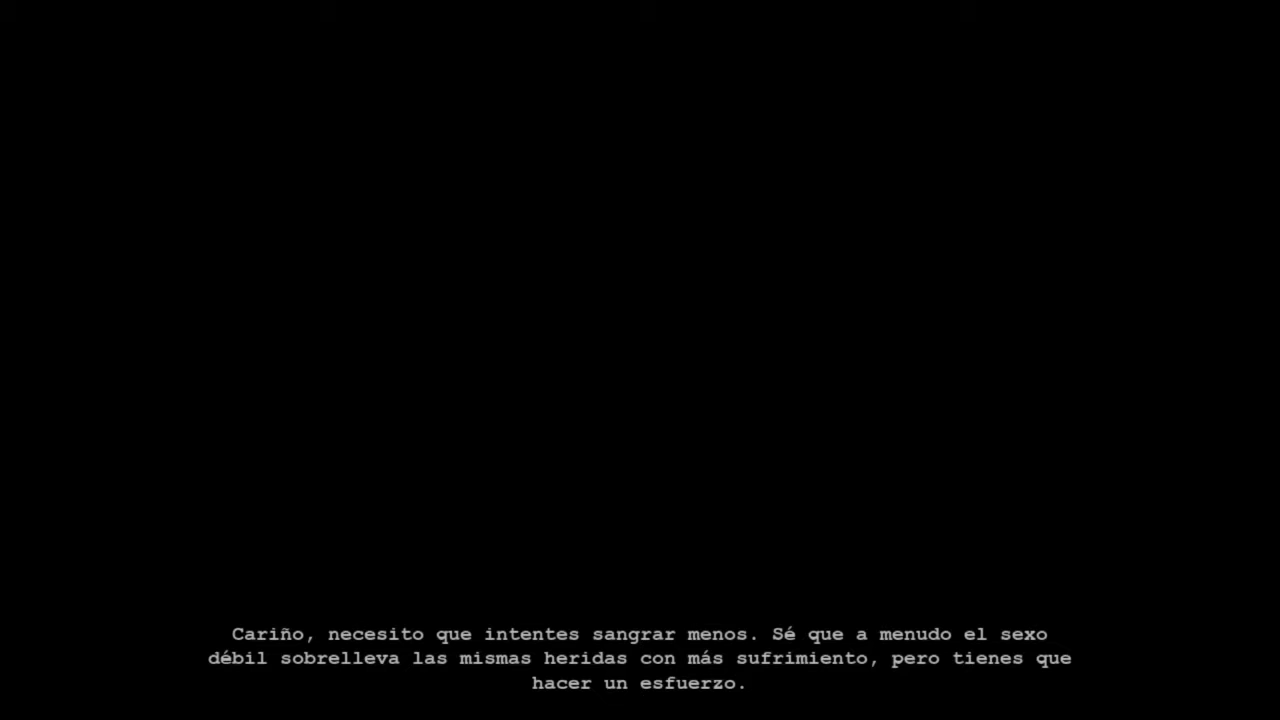 Cariño, necesito que intentes sangrar menos. Sé que a menudo el sexo
débil sobrelleva las mismas heridas con más sufrimiento, pero tienes que
hacer un esfuerzo.